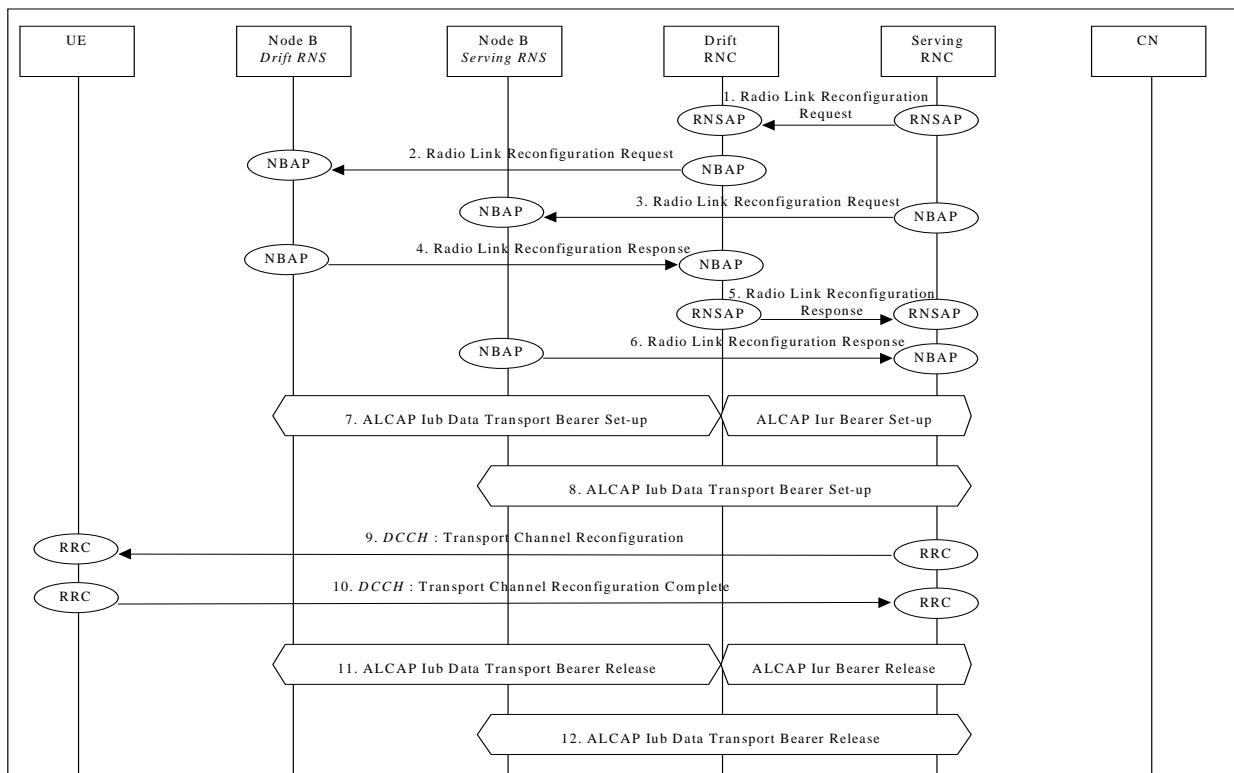 UE
Node B
Drift RNS
Node B
Serving RNS
Drift
RNC
Serving
RNC
CN
1. Radio Link Reconfiguration
Request
RNSAP
RNSAP
2. Radio Link Reconfiguration Request
NBAP
NBAP
3. Radio Link Reconfiguration Request
NBAP
NBAP
4. Radio Link Reconfiguration Response
NBAP
NBAP
5. Radio Link Reconfiguration
Response
RNSAP
RNSAP
6. Radio Link Reconfiguration Response
NBAP
NBAP
7. ALCAP Iub Data Transport Bearer Set-up
ALCAP Iur Bearer Set-up
8. ALCAP Iub Data Transport Bearer Set-up
9. DCCH : Transport Channel Reconfiguration
RRC
RRC
10. DCCH : Transport Channel Reconfiguration Complete
RRC
RRC
11. ALCAP Iub Data Transport Bearer Release
ALCAP Iur Bearer Release
12. ALCAP Iub Data Transport Bearer Release